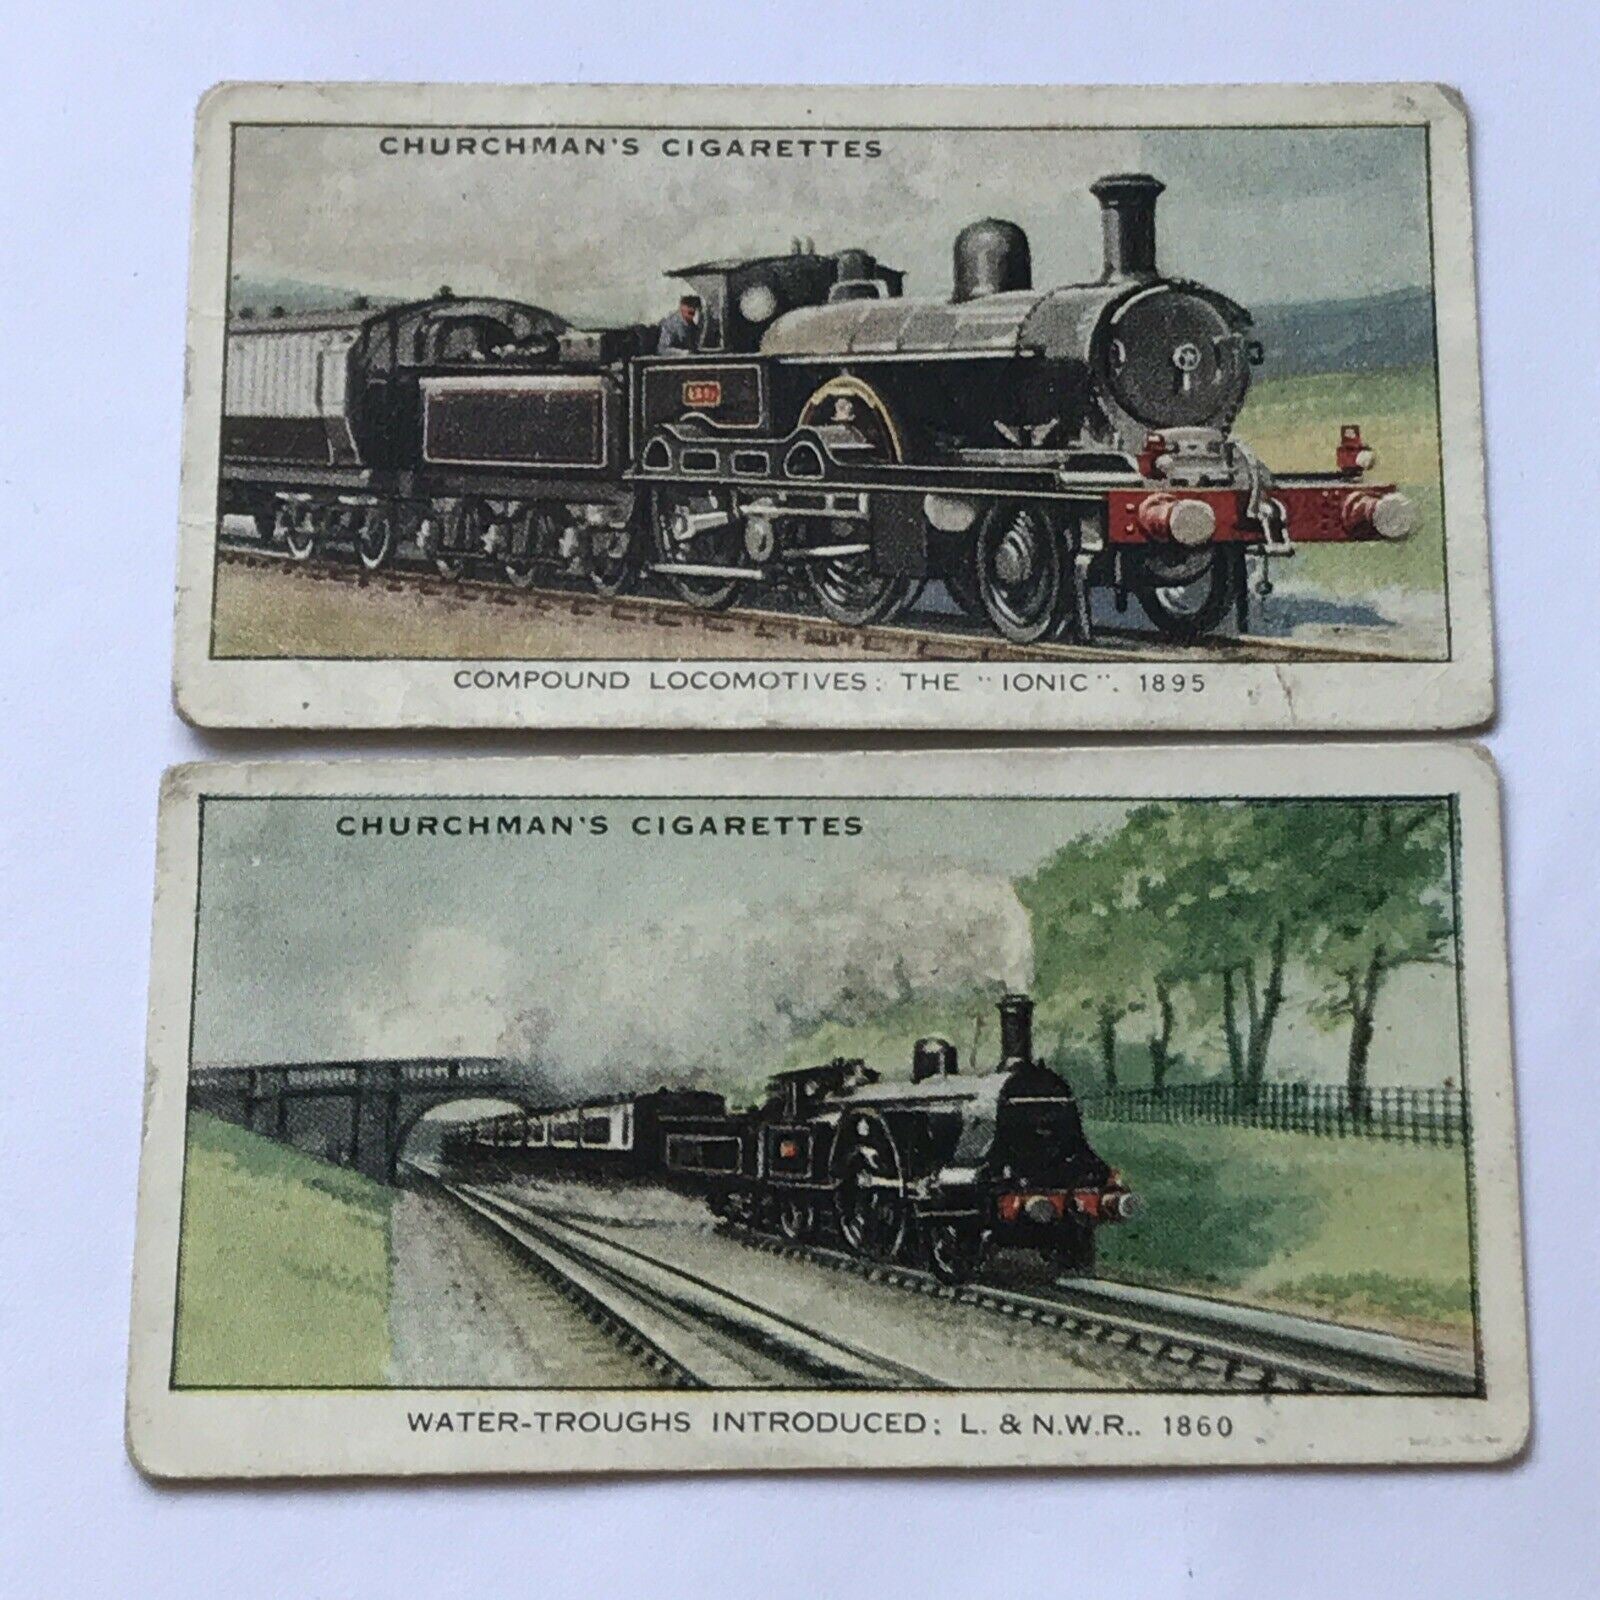 CHURCHMAN'S CIGARETTES
COMPOUND LOCOMOTIVES: THE "IONIC". 1895
CHURCHMAN'S CIGARETTES
WATER-TROUGHS INTRODUCED: L. & N.W.R.. 1860